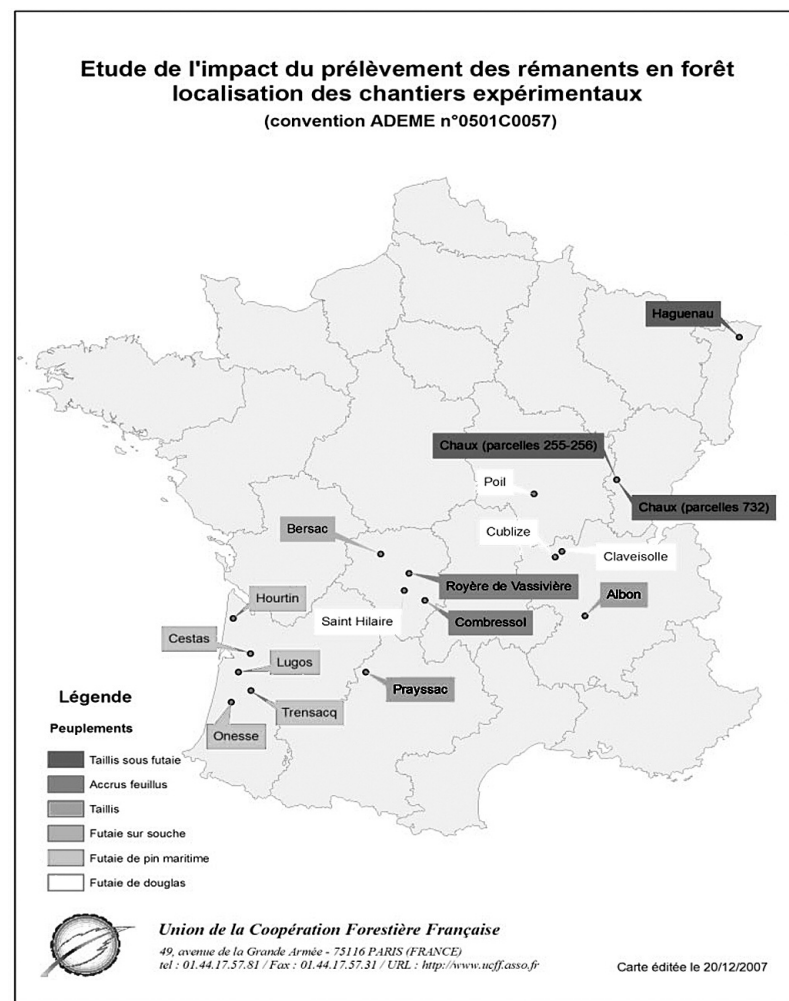 Etude de l'impact du prélèvement des rémanents en forêt
localisation des chantiers expérimentaux
(convention ADEME n°0501C0057)
Haguenau
Chaux (parcelles 255-256)
Poil
Chaux (parcelles 732)
Bersac
Cublize
Claveisolle
Royère de Vassivière
Albon
Hourtin
Saint Hilaire
Combressol
Cestas
Lugos
Prayssac
Trensacq
Onesse
Légende
Peuplements
Taillis sous futaie
Accrus feuillus
Taillis
Futaie sur souche
Futaie de pin maritime
Futaie de douglas
Union de la Coopération Forestière Française
49, avenue de la Grande Armée - 75116 PARIS (FRANCE)
tel : 01.44.17.57.81 / Fax : 01.44.17.57.31 / URL : http://www.ucff.asso.fr
Carte éditée le 20/12/2007